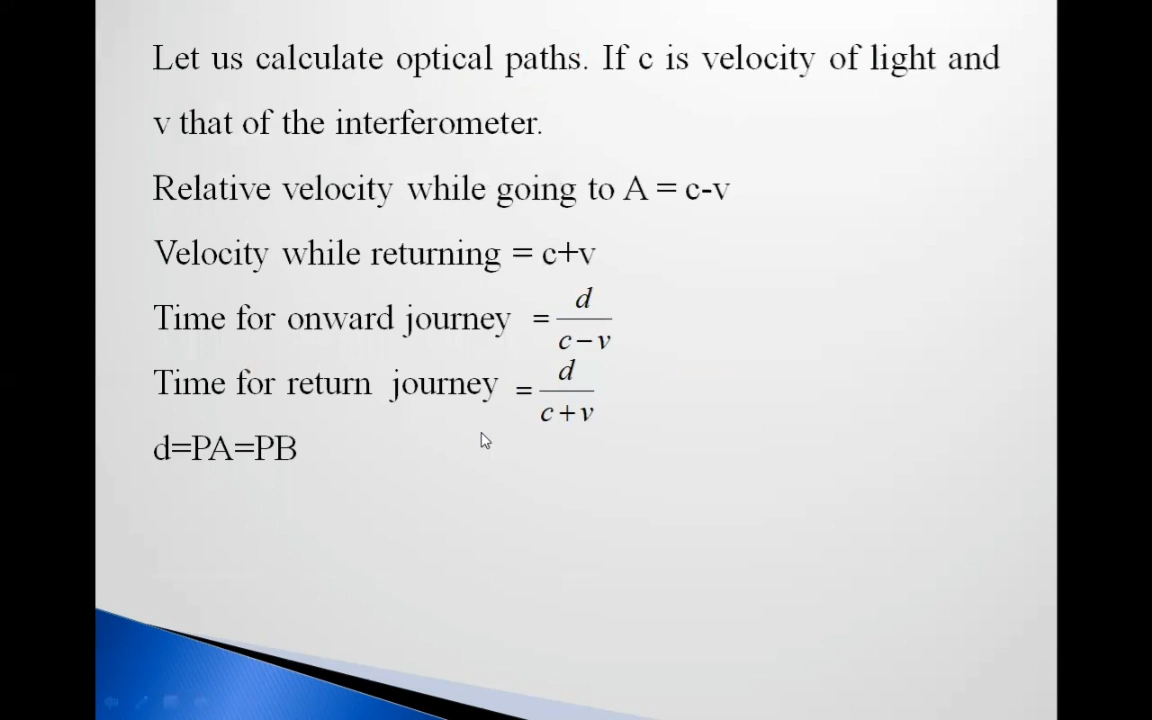 Let us calculate optical paths. If c is velocity of light and
v that of the interferometer.
Relative velocity while going to A = c-v
Velocity while returning = c+v
Time for onward journey = d / (c − v)
Time for return journey = d / (c + v)
d=PA=PB